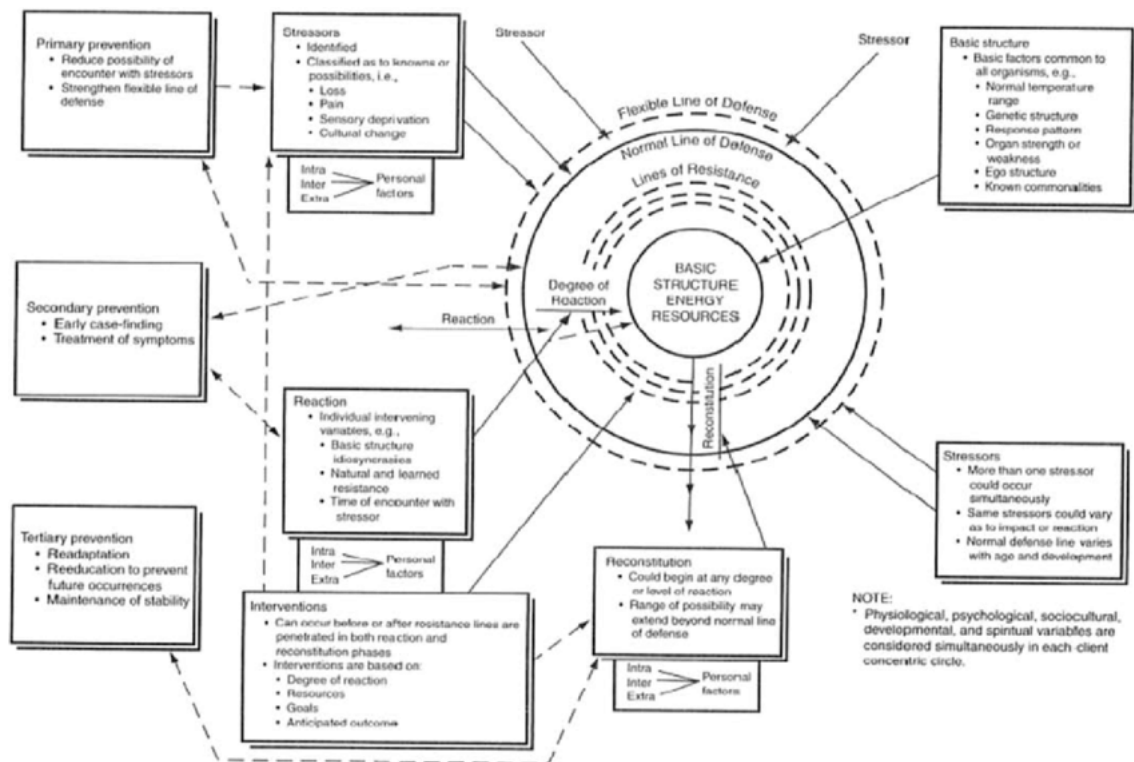 Primary prevention
• Reduce possibility of
encounter with stressors
• Strengthen flexible line of
defense
Stressors
• Identified
• Classified as to knowns or
possibilities, i.e.,
• Loss
• Pain
• Sensory deprivation
• Cultural change
Intra
Inter
Extra
Personal
factors
Stressor
Stressor
Basic structure
• Basic factors common to
all organisms, e.g.,
• Normal temperature
range
• Genetic structure
• Response pattern
• Organ strength or
weakness
• Ego structure
• Known commonalities
Flexible Line of Defense
Normal Line of Defense
Lines of Resistance
BASIC
STRUCTURE
ENERGY
RESOURCES
Degree of
Reaction
Reaction
Reconstitution
Secondary prevention
• Early case-finding
• Treatment of symptoms
Reaction
• Individual intervening
variables, e.g.,
• Basic structure
idiosyncrasies
• Natural and learned
resistance
• Time of encounter with
stressor
Intra
Inter
Extra
Personal
factors
Tertiary prevention
• Readaptation
• Reeducation to prevent
future occurrences
• Maintenance of stability
Interventions
• Can occur before or after resistance lines are
penetrated in both reaction and
reconstitution phases
• Interventions are based on:
• Degree of reaction
• Resources
• Goals
• Anticipated outcome
Reconstitution
• Could begin at any degree
or level of reaction
• Range of possibility may
extend beyond normal line
of defense
Intra
Inter
Extra
Personal
factors
Stressors
• More than one stressor
could occur
simultaneously
• Same stressors could vary
as to impact or reaction
• Normal defense line varies
with age and development
NOTE:
* Physiological, psychological, sociocultural,
developmental, and spiritual variables are
considered simultaneously in each client
concentric circle.